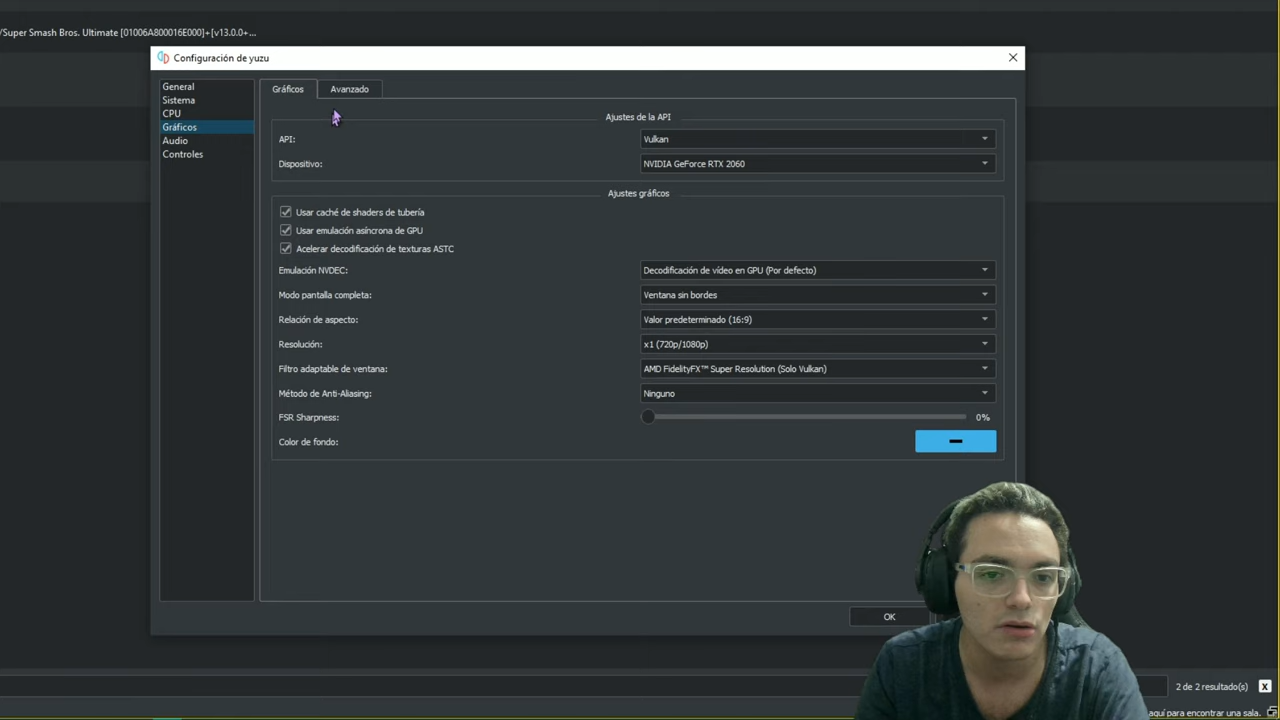 /Super Smash Bros. Ultimate [01006A800016E000]+[v13.0.0+...
Configuración de yuzu
General
Sistema
CPU
Gráficos
Audio
Controles
Gráficos
Avanzado
Ajustes de la API
API:
Vulkan
Dispositivo:
NVIDIA GeForce RTX 2060
Ajustes gráficos
Usar caché de shaders de tubería
Usar emulación asíncrona de GPU
Acelerar decodificación de texturas ASTC
Emulación NVDEC:
Decodificación de vídeo en GPU (Por defecto)
Modo pantalla completa:
Ventana sin bordes
Relación de aspecto:
Valor predeterminado (16:9)
Resolución:
x1 (720p/1080p)
Filtro adaptable de ventana:
AMD FidelityFX™ Super Resolution (Solo Vulkan)
Método de Anti-Aliasing:
Ninguno
FSR Sharpness:
0%
Color de fondo:
OK
2 de 2 resultado(s)
X
aquí para encontrar una sala.